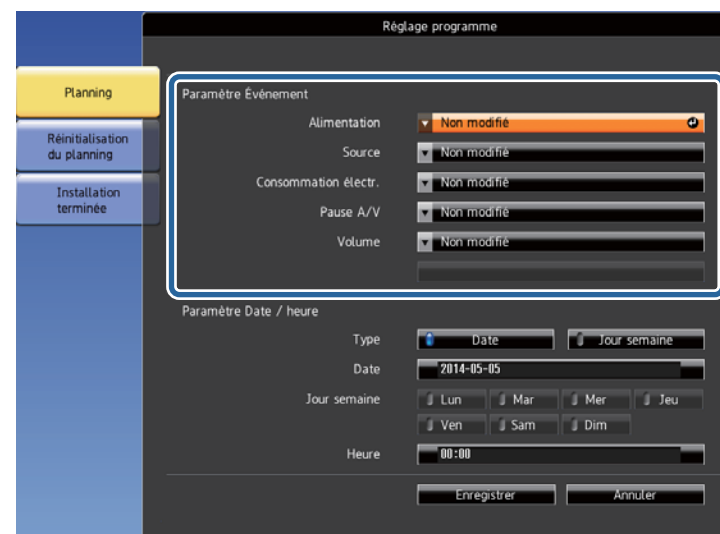 Réglage programme
Planning
Réinitialisation
du planning
Installation
terminée
Paramètre Événement
Alimentation Non modifié
Source Non modifié
Consommation électr. Non modifié
Pause A/V Non modifié
Volume Non modifié
Paramètre Date / heure
Type Date Jour semaine
Date 2014-05-05
Jour semaine Lun Mar Mer Jeu
Ven Sam Dim
Heure 00:00
Enregistrer Annuler